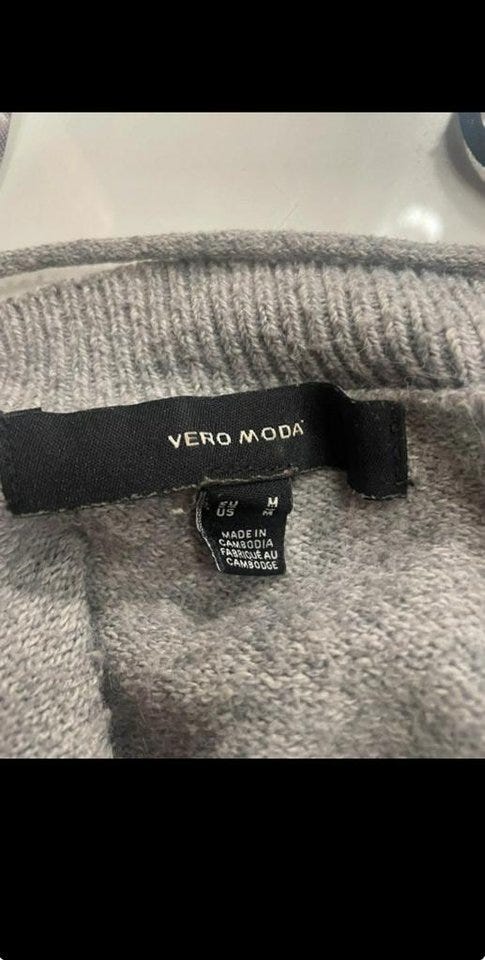 VERO MODA
EU M
US M
MADE IN
CAMBODIA
FABRIQUÉ AU
CAMBODGE